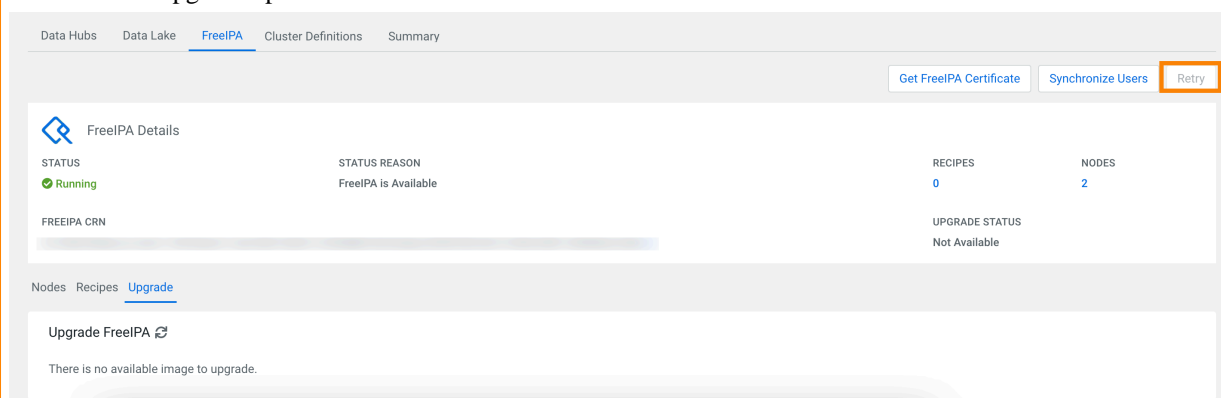 Data Hubs Data Lake FreeIPA Cluster Definitions Summary
Get FreeIPA Certificate Synchronize Users Retry
FreeIPA Details
STATUS STATUS REASON RECIPES NODES
Running FreeIPA is Available 0 2
FREEIPA CRN UPGRADE STATUS
Not Available
Nodes Recipes Upgrade
Upgrade FreeIPA
There is no available image to upgrade.